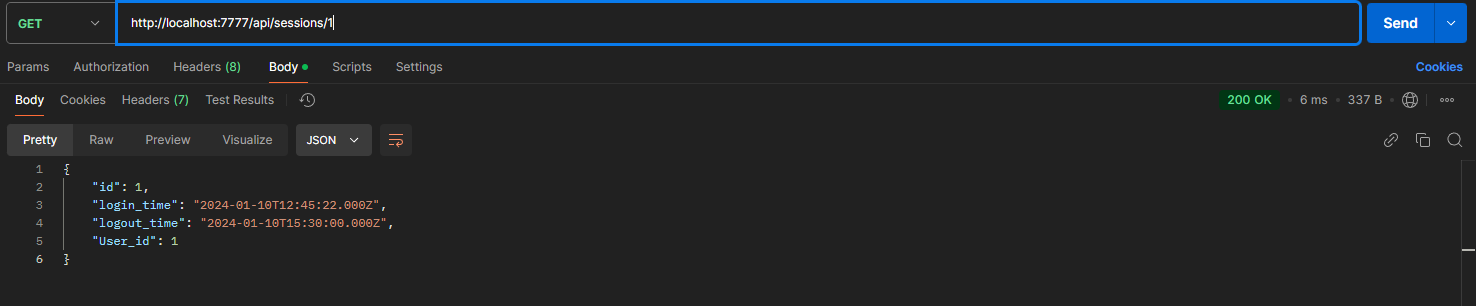 GET http://localhost:7777/api/sessions/1 Send
Params Authorization Headers (8) Body Scripts Settings Cookies
Body Cookies Headers (7) Test Results 200 OK • 6 ms • 337 B •
Pretty Raw Preview Visualize JSON
1 {
2 "id": 1,
3 "login_time": "2024-01-10T12:45:22.000Z",
4 "logout_time": "2024-01-10T15:30:00.000Z",
5 "User_id": 1
6 }